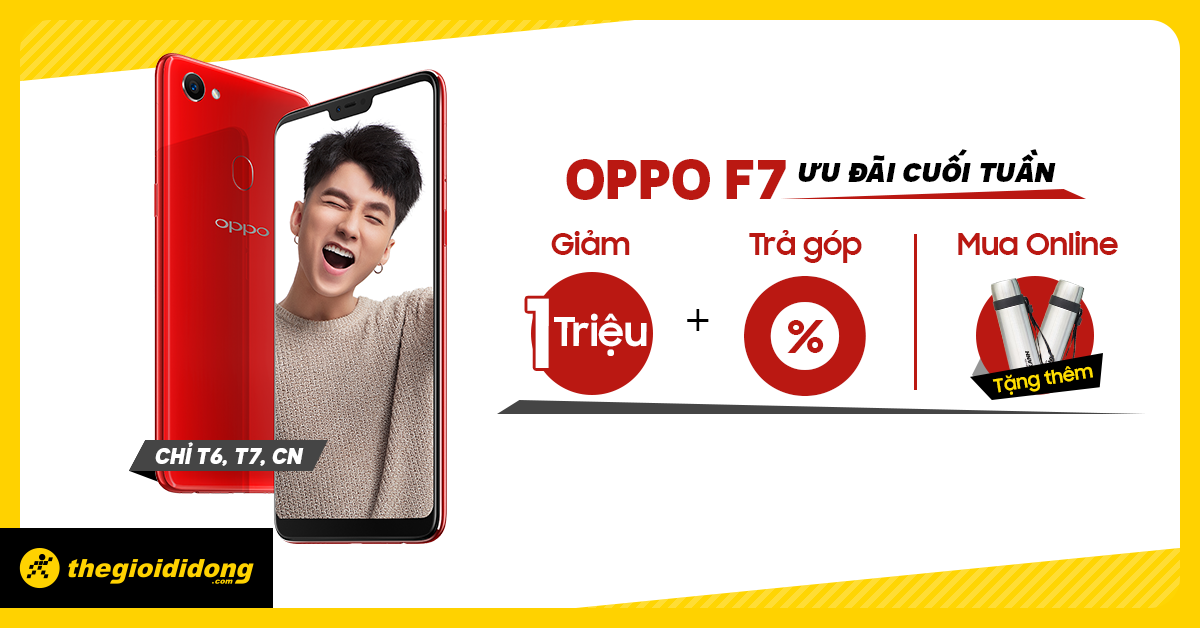 OPPO F7 ƯU ĐÃI CUỐI TUẦN
Giảm
1 Triệu
+
Trả góp
%
Mua Online
Tặng thêm
oppo
CHỈ T6, T7, CN
thegioididong
.com